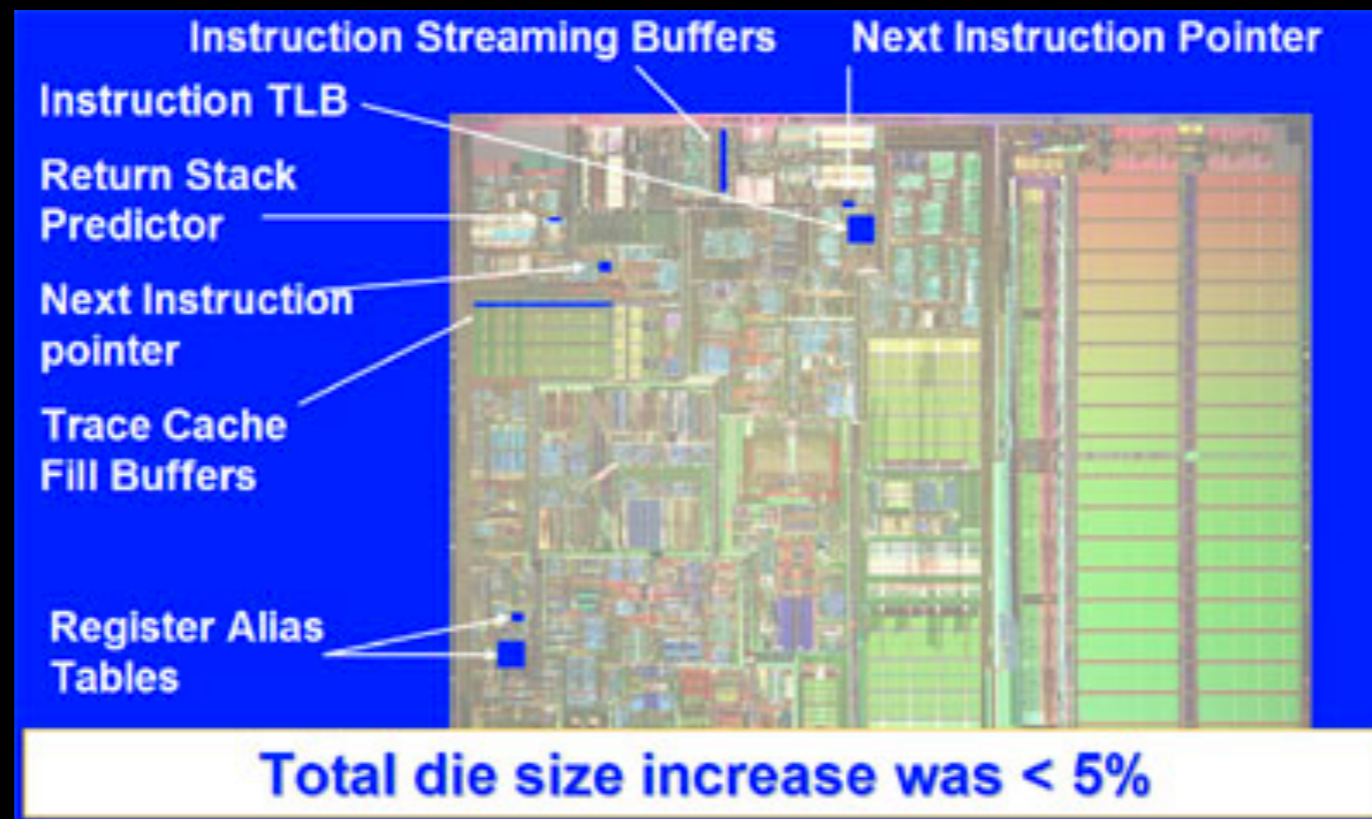 Instruction Streaming Buffers
Next Instruction Pointer
Instruction TLB
Return Stack
Predictor
Next Instruction
pointer
Trace Cache
Fill Buffers
Register Alias
Tables
Total die size increase was < 5%